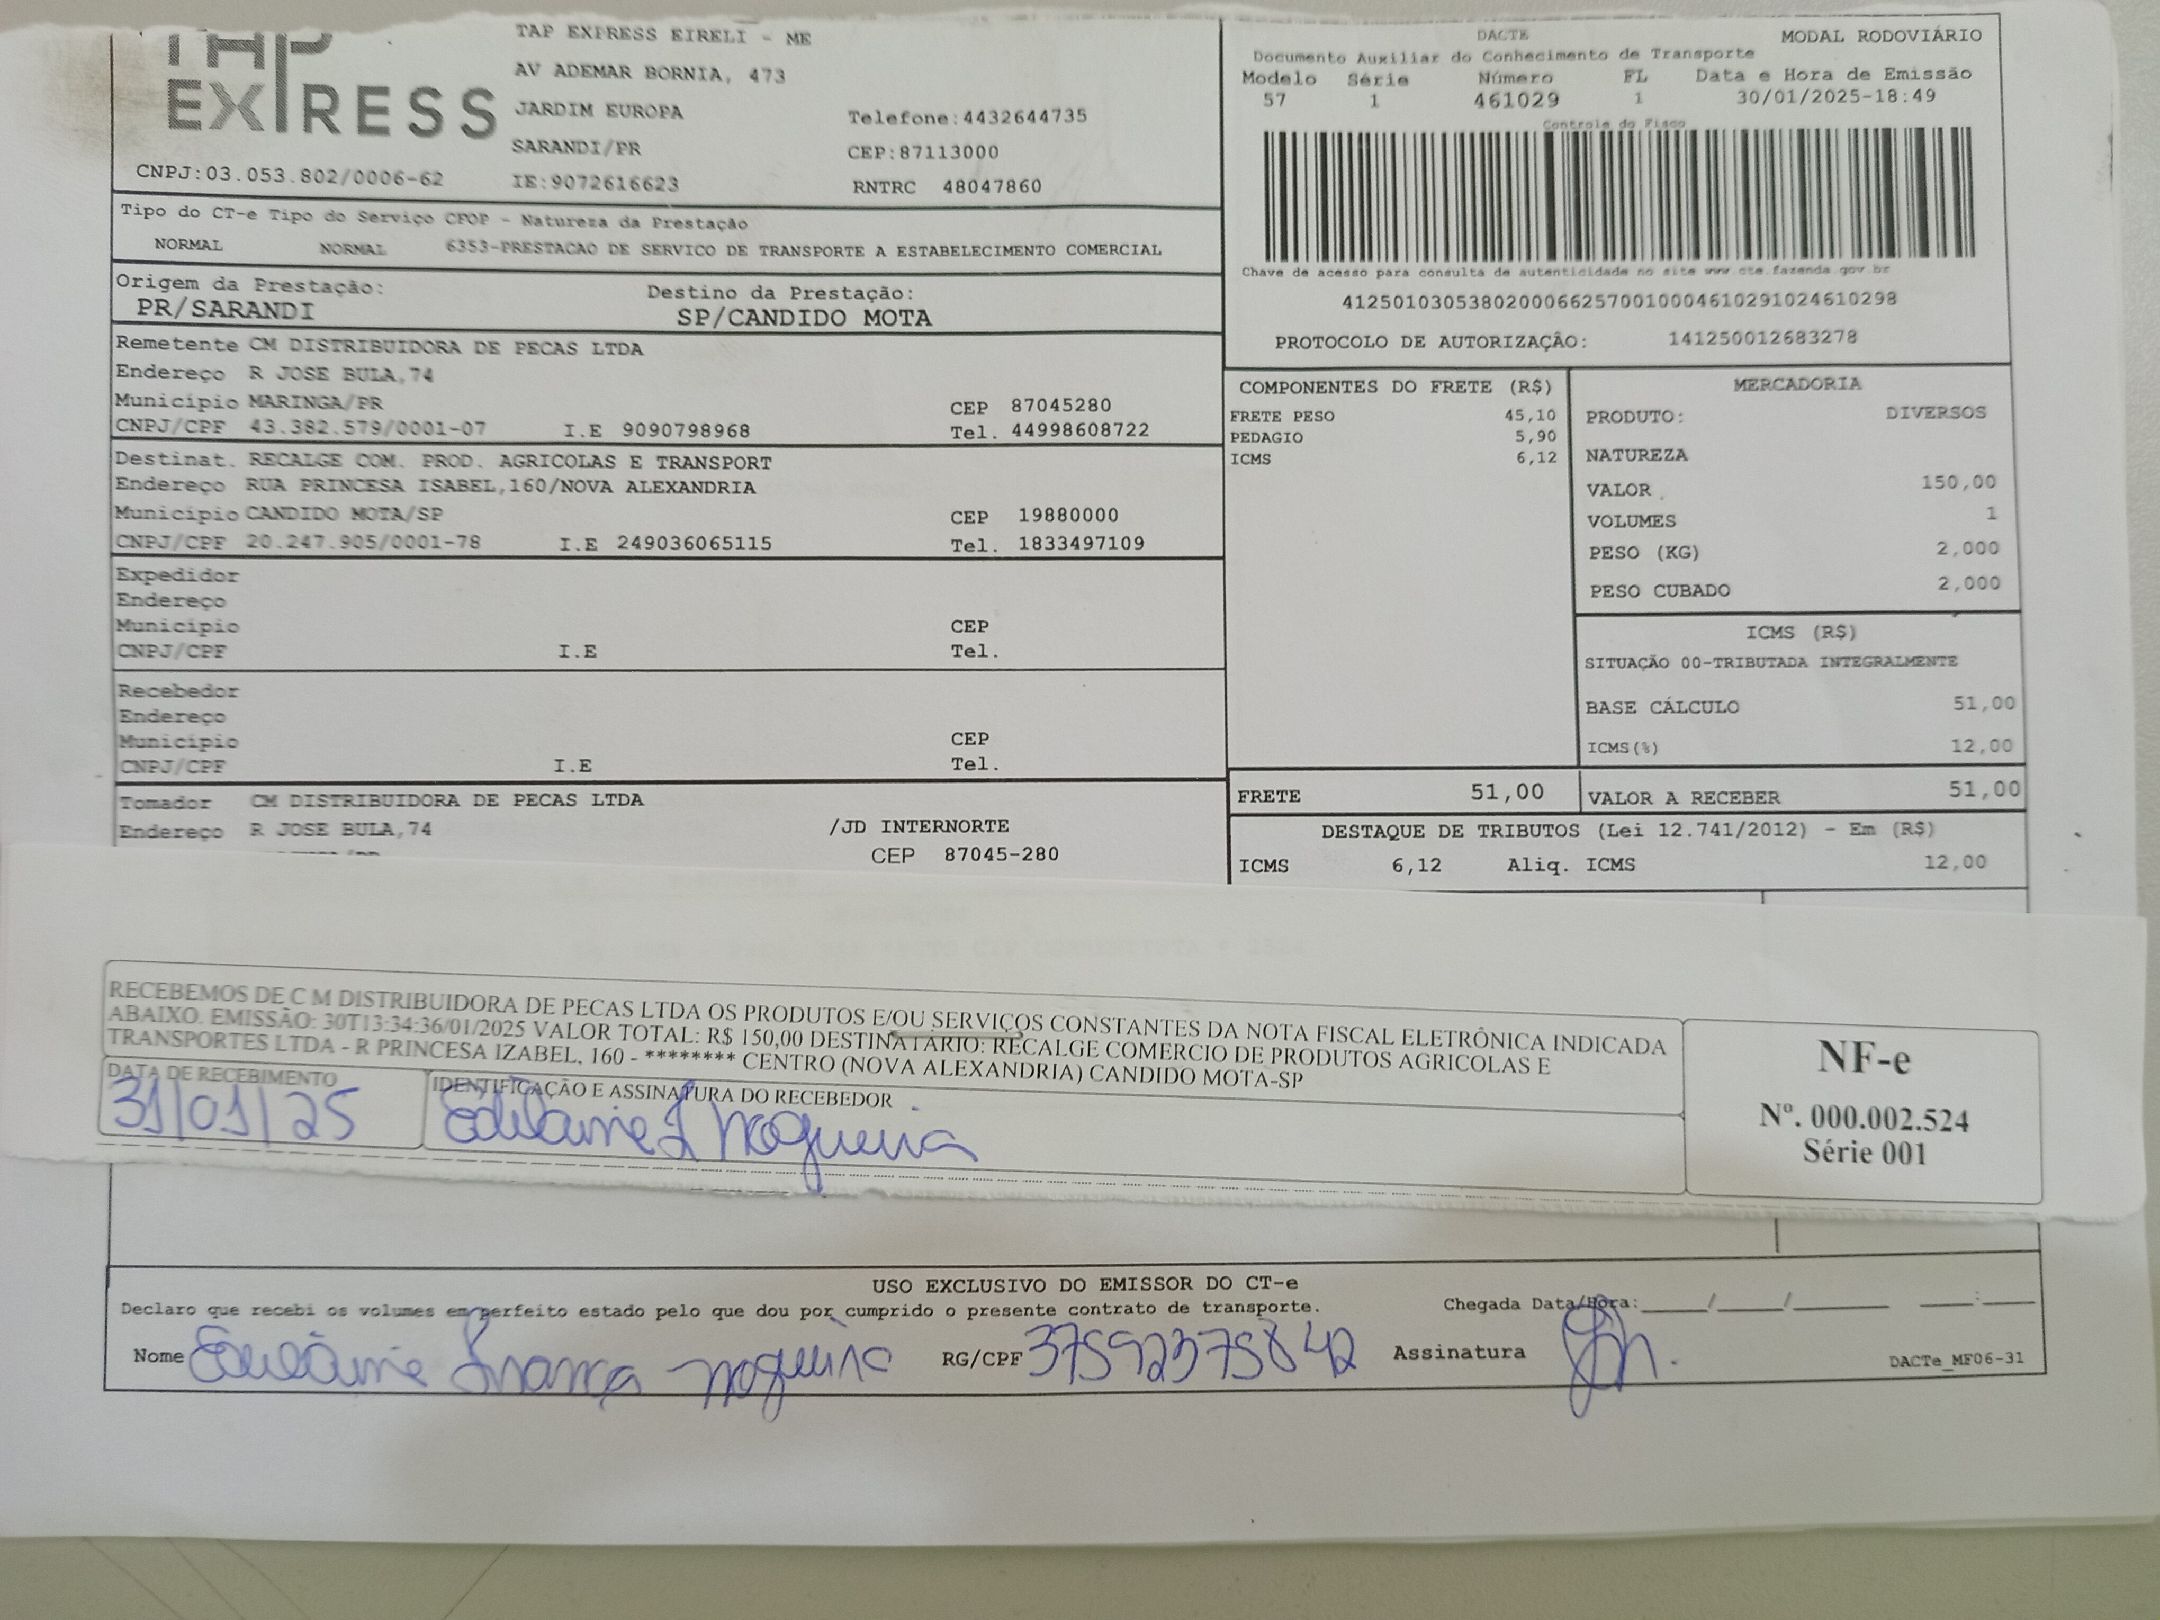 TAP
EXPRESS
TAP EXPRESS EIRELI - ME
AV ADEMAR BORNIA, 473
JARDIM EUROPA
Telefone:4432644735
SARANDI/PR
CEP:87113000
CNPJ:03.053.802/0006-62
IE:9072616623
RNTRC 48047860
DACTE
MODAL RODOVIÁRIO
Documento Auxiliar do Conhecimento de Transporte
Modelo Série Número FL Data e Hora de Emissão
57 1 461029 1 30/01/2025-18:49
Controle do Fisco
Chave de acesso para consulta de autenticidade no site www.cte.fazenda.gov.br
41250103053802000662570010004610291024610298
PROTOCOLO DE AUTORIZAÇÃO: 141250012683278
Tipo do CT-e Tipo do Serviço CFOP - Natureza da Prestação
NORMAL NORMAL 6353-PRESTACAO DE SERVICO DE TRANSPORTE A ESTABELECIMENTO COMERCIAL
Origem da Prestação: Destino da Prestação:
PR/SARANDI SP/CANDIDO MOTA
Remetente CM DISTRIBUIDORA DE PECAS LTDA
Endereço R JOSE BULA,74
Município MARINGA/PR CEP 87045280
CNPJ/CPF 43.382.579/0001-07 I.E 9090798968 Tel. 44998608722
Destinat. RECALGE COM. PROD. AGRICOLAS E TRANSPORT
Endereço RUA PRINCESA ISABEL,160/NOVA ALEXANDRIA
Município CANDIDO MOTA/SP CEP 19880000
CNPJ/CPF 20.247.905/0001-78 I.E 249036065115 Tel. 1833497109
Expedidor
Endereço
Município CEP
CNPJ/CPF I.E Tel.
Recebedor
Endereço
Município CEP
CNPJ/CPF I.E Tel.
Tomador CM DISTRIBUIDORA DE PECAS LTDA
Endereço R JOSE BULA,74 /JD INTERNORTE
CEP 87045-280
COMPONENTES DO FRETE (R$)
FRETE PESO 45,10
PEDAGIO 5,90
ICMS 6,12
MERCADORIA
PRODUTO: DIVERSOS
NATUREZA
VALOR 150,00
VOLUMES 1
PESO (KG) 2,000
PESO CUBADO 2,000
ICMS (R$)
SITUAÇÃO 00-TRIBUTADA INTEGRALMENTE
BASE CÁLCULO 51,00
ICMS(%) 12,00
FRETE 51,00 VALOR A RECEBER 51,00
DESTAQUE DE TRIBUTOS (Lei 12.741/2012) - Em (R$)
ICMS 6,12 Aliq. ICMS 12,00
RECEBEMOS DE C M DISTRIBUIDORA DE PECAS LTDA OS PRODUTOS E/OU SERVIÇOS CONSTANTES DA NOTA FISCAL ELETRÔNICA INDICADA
ABAIXO. EMISSÃO: 30T13:34:36/01/2025 VALOR TOTAL: R$ 150,00 DESTINATÁRIO: RECALGE COMERCIO DE PRODUTOS AGRICOLAS E
TRANSPORTES LTDA - R PRINCESA IZABEL, 160 - ******** CENTRO (NOVA ALEXANDRIA) CANDIDO MOTA-SP
DATA DE RECEBIMENTO
31/01/25
IDENTIFICAÇÃO E ASSINATURA DO RECEBEDOR
Edilaine F Nogueira
NF-e
Nº. 000.002.524
Série 001
USO EXCLUSIVO DO EMISSOR DO CT-e
Declaro que recebi os volumes em perfeito estado pelo que dou por cumprido o presente contrato de transporte. Chegada Data/Hora:_____/_____/_______ ____:____
Nome Edilaine França Nogueira RG/CPF 37592375842 Assinatura
DACTe_MF06-31